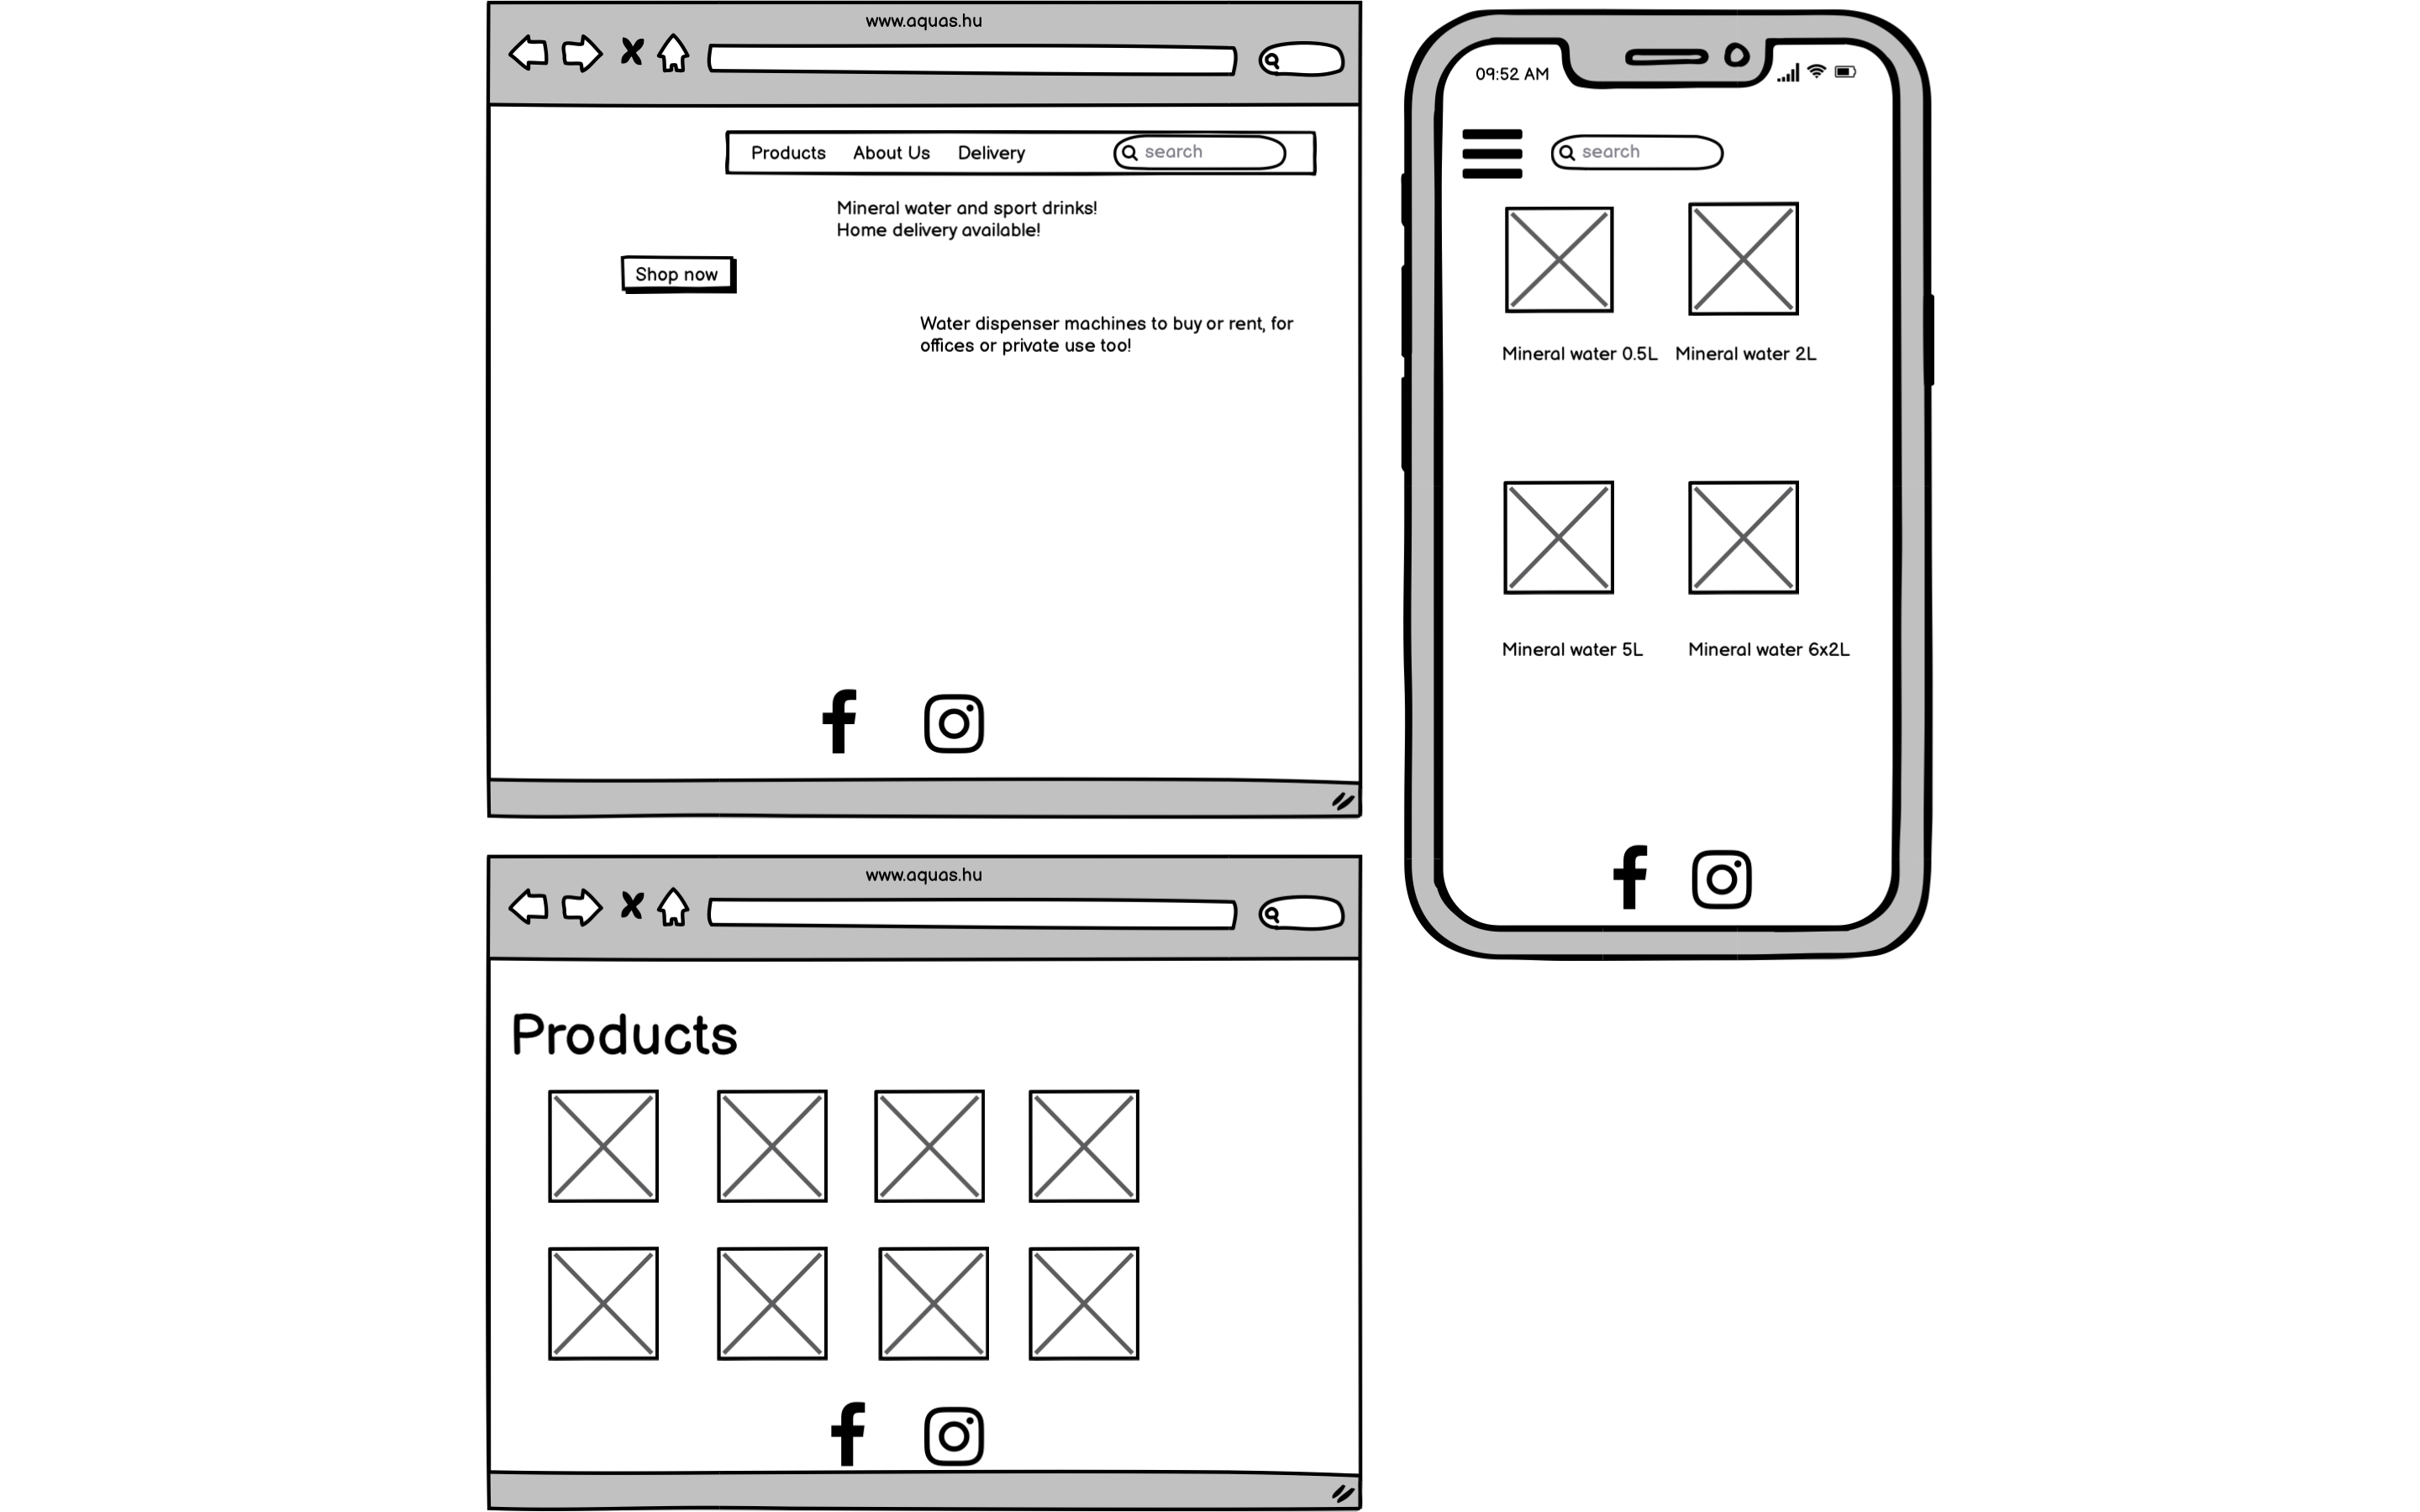 www.aquas.hu
Products About Us Delivery search
Mineral water and sport drinks!
Home delivery available!
Shop now
Water dispenser machines to buy or rent, for
offices or private use too!
09:52 AM
search
Mineral water 0.5L Mineral water 2L
Mineral water 5L Mineral water 6x2L
www.aquas.hu
Products